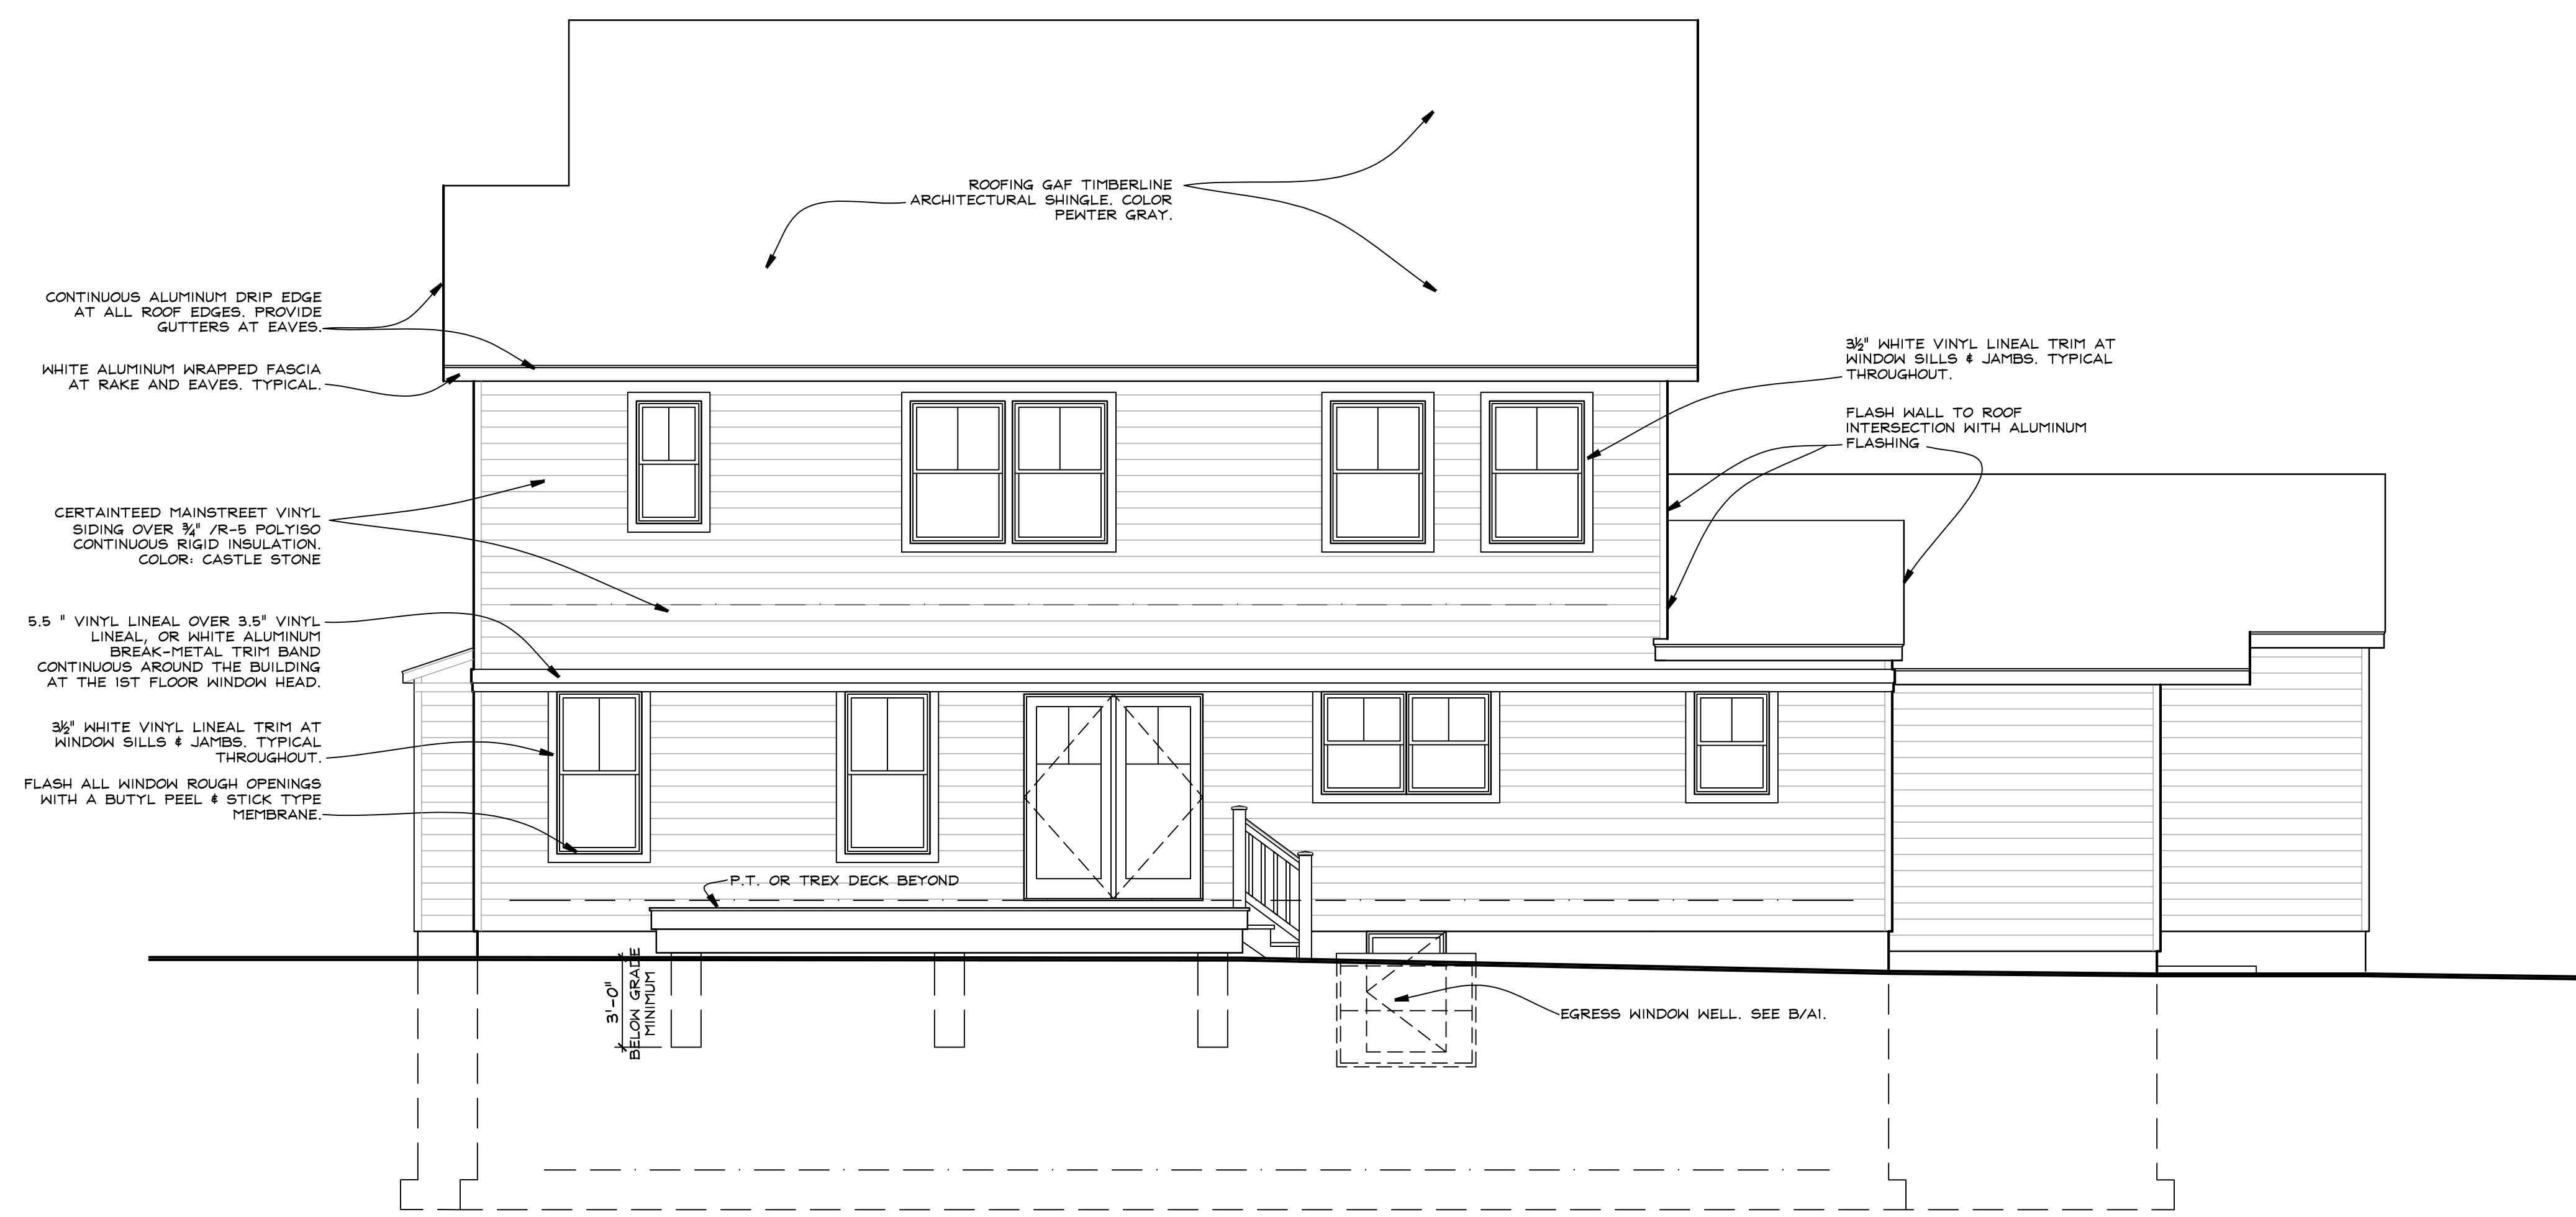 ROOFING GAF TIMBERLINE
ARCHITECTURAL SHINGLE. COLOR
PEWTER GRAY.
CONTINUOUS ALUMINUM DRIP EDGE
AT ALL ROOF EDGES. PROVIDE
GUTTERS AT EAVES.
WHITE ALUMINUM WRAPPED FASCIA
AT RAKE AND EAVES. TYPICAL.
3½" WHITE VINYL LINEAL TRIM AT
WINDOW SILLS & JAMBS. TYPICAL
THROUGHOUT.
FLASH WALL TO ROOF
INTERSECTION WITH ALUMINUM
FLASHING
CERTAINTEED MAINSTREET VINYL
SIDING OVER ¾" /R-5 POLYISO
CONTINUOUS RIGID INSULATION.
COLOR: CASTLE STONE
5.5 " VINYL LINEAL OVER 3.5" VINYL
LINEAL, OR WHITE ALUMINUM
BREAK-METAL TRIM BAND
CONTINUOUS AROUND THE BUILDING
AT THE 1ST FLOOR WINDOW HEAD.
3½" WHITE VINYL LINEAL TRIM AT
WINDOW SILLS & JAMBS. TYPICAL
THROUGHOUT.
FLASH ALL WINDOW ROUGH OPENINGS
WITH A BUTYL PEEL & STICK TYPE
MEMBRANE.
P.T. OR TREX DECK BEYOND
3'-0"
BELOW GRADE
MINIMUM
EGRESS WINDOW WELL. SEE B/A1.